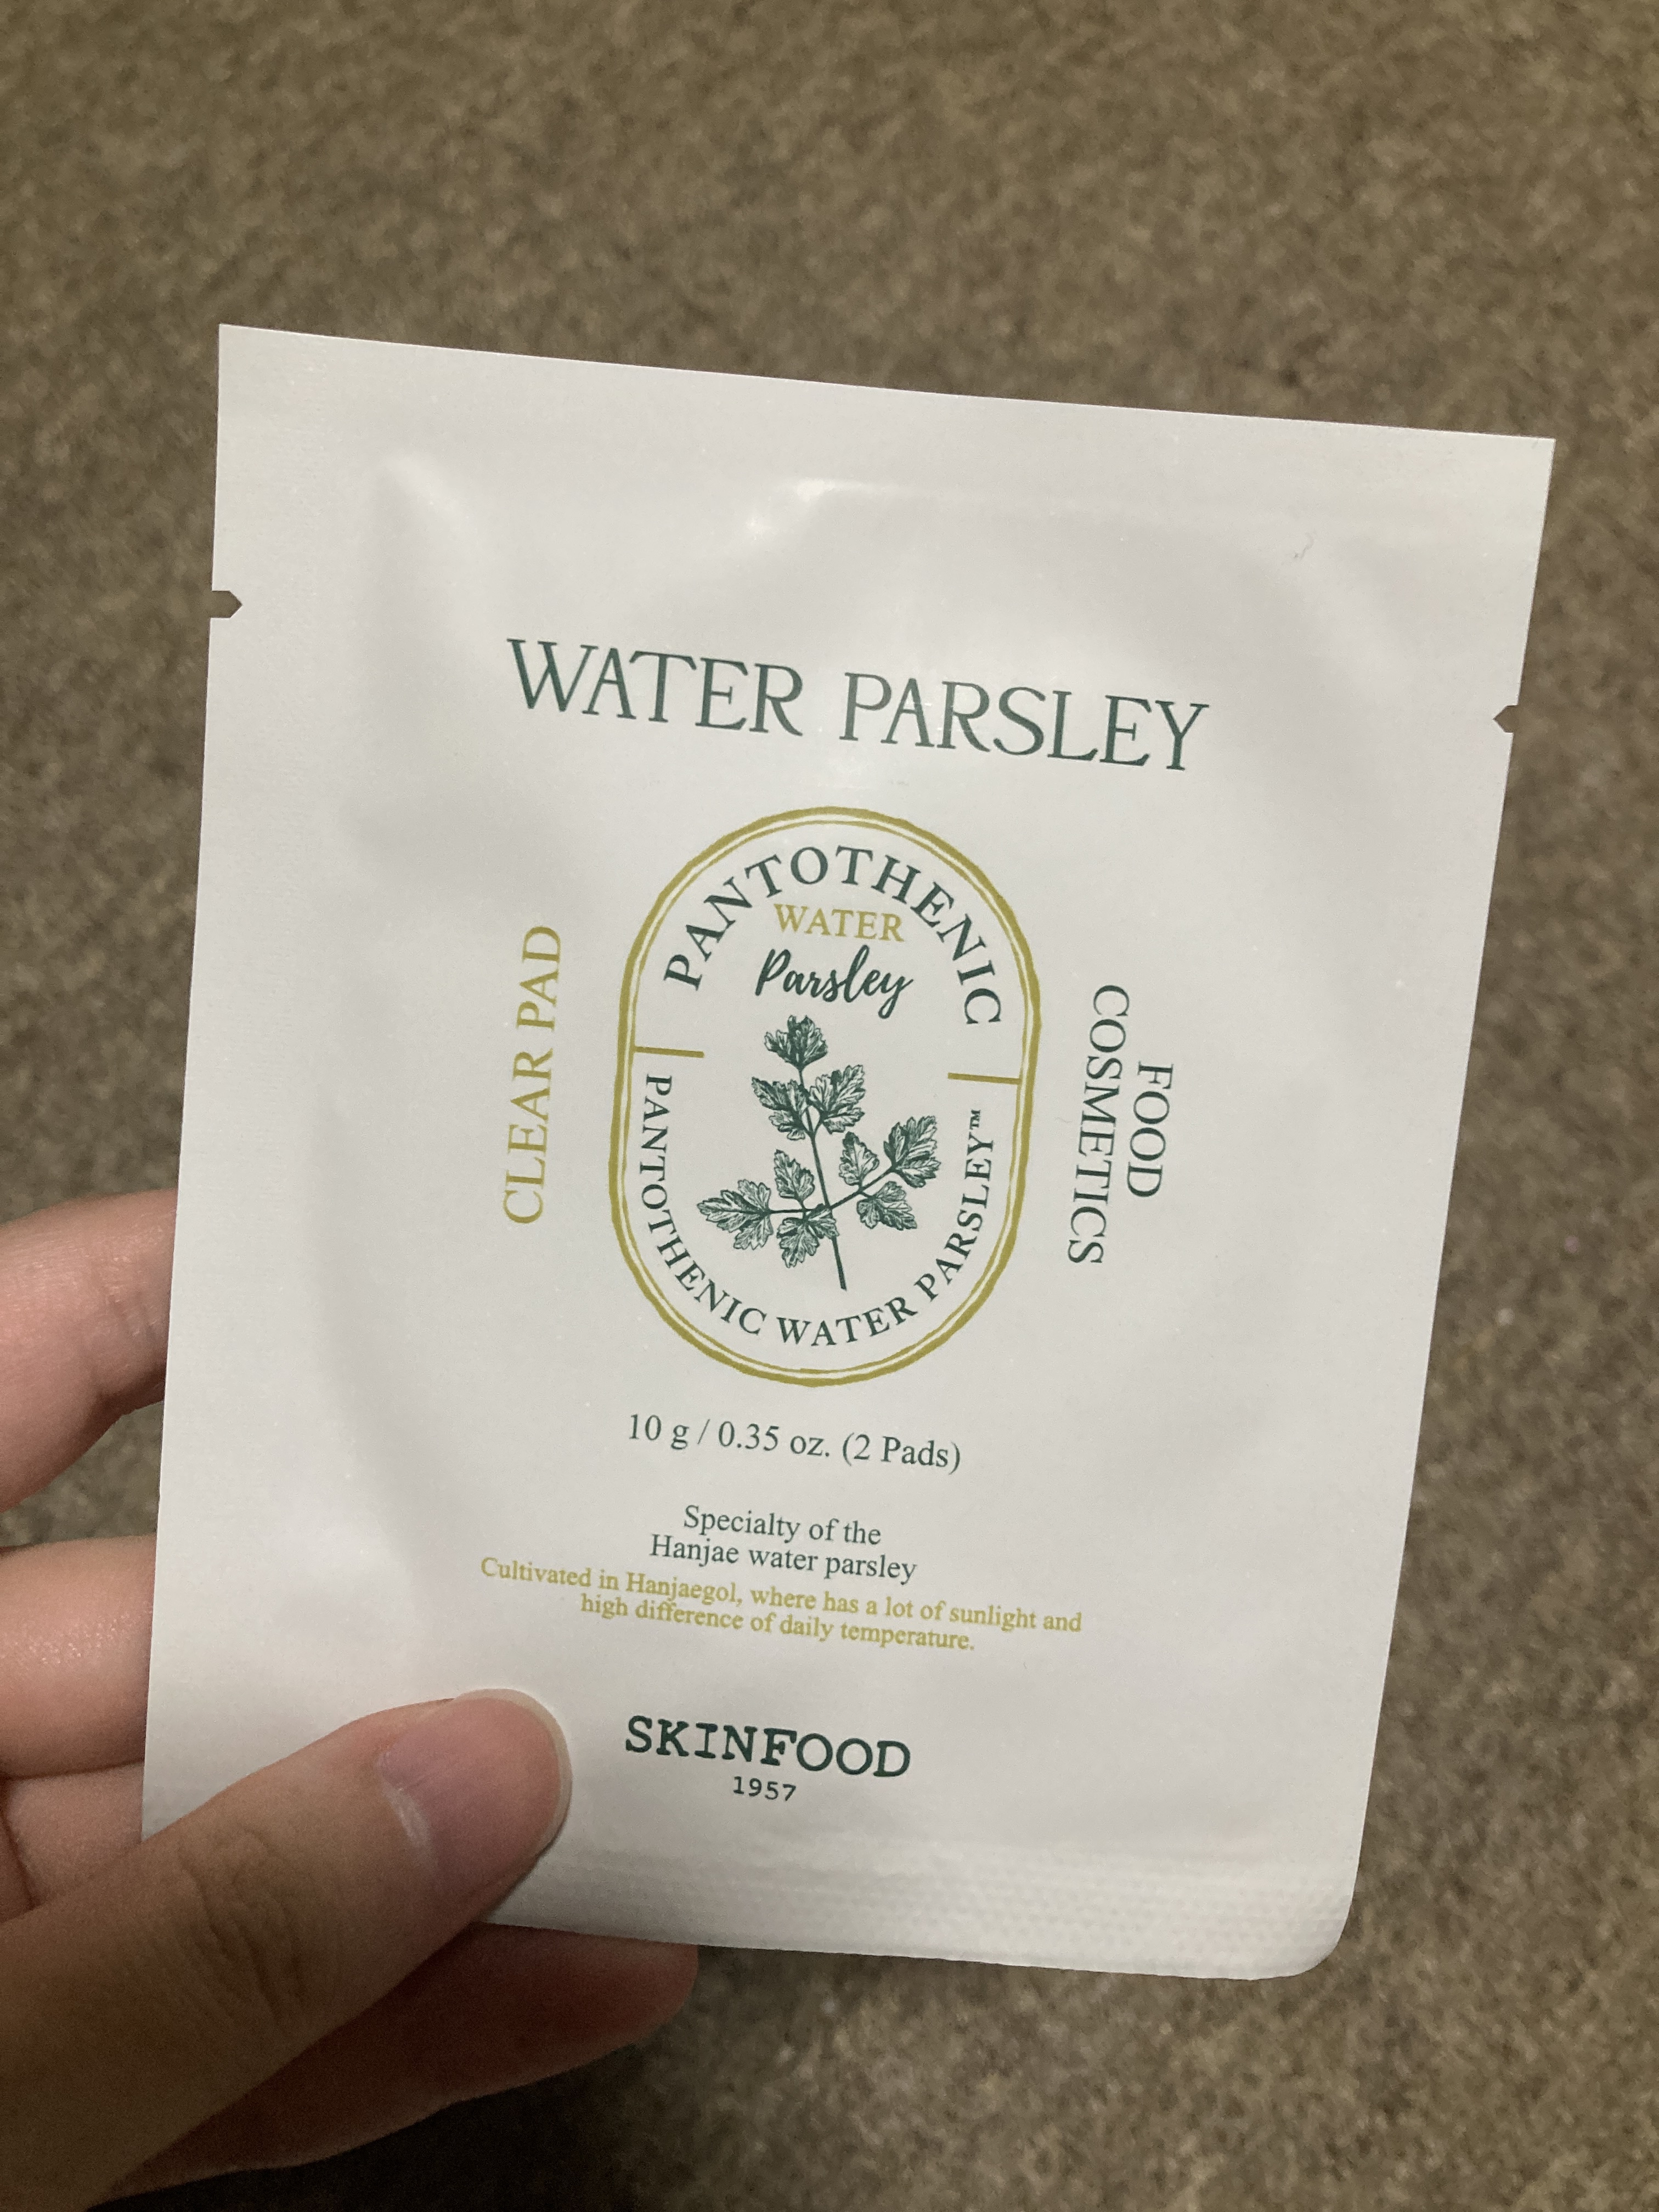 WATER PARSLEY
PANTOTHENIC
WATER
Parsley
PANTOTHENIC WATER PARSLEY™
CLEAR PAD
FOOD
COSMETICS
10 g / 0.35 oz. (2 Pads)
Specialty of the
Hanjae water parsley
Cultivated in Hanjaegol, where has a lot of sunlight and
high difference of daily temperature.
SKINFOOD
1957